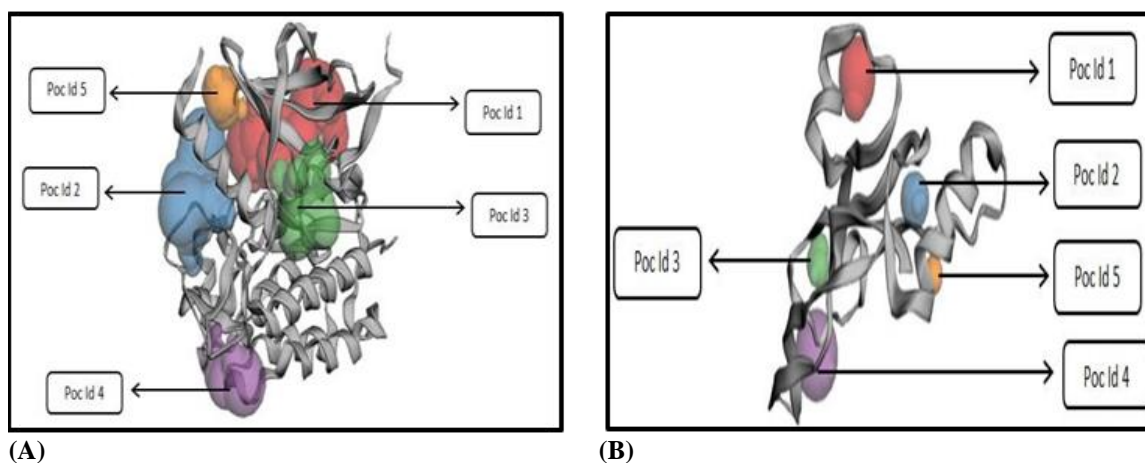 Poc Id 5
Poc Id 1
Poc Id 2
Poc Id 3
Poc Id 4
(A)
Poc Id 1
Poc Id 2
Poc Id 3
Poc Id 5
Poc Id 4
(B)